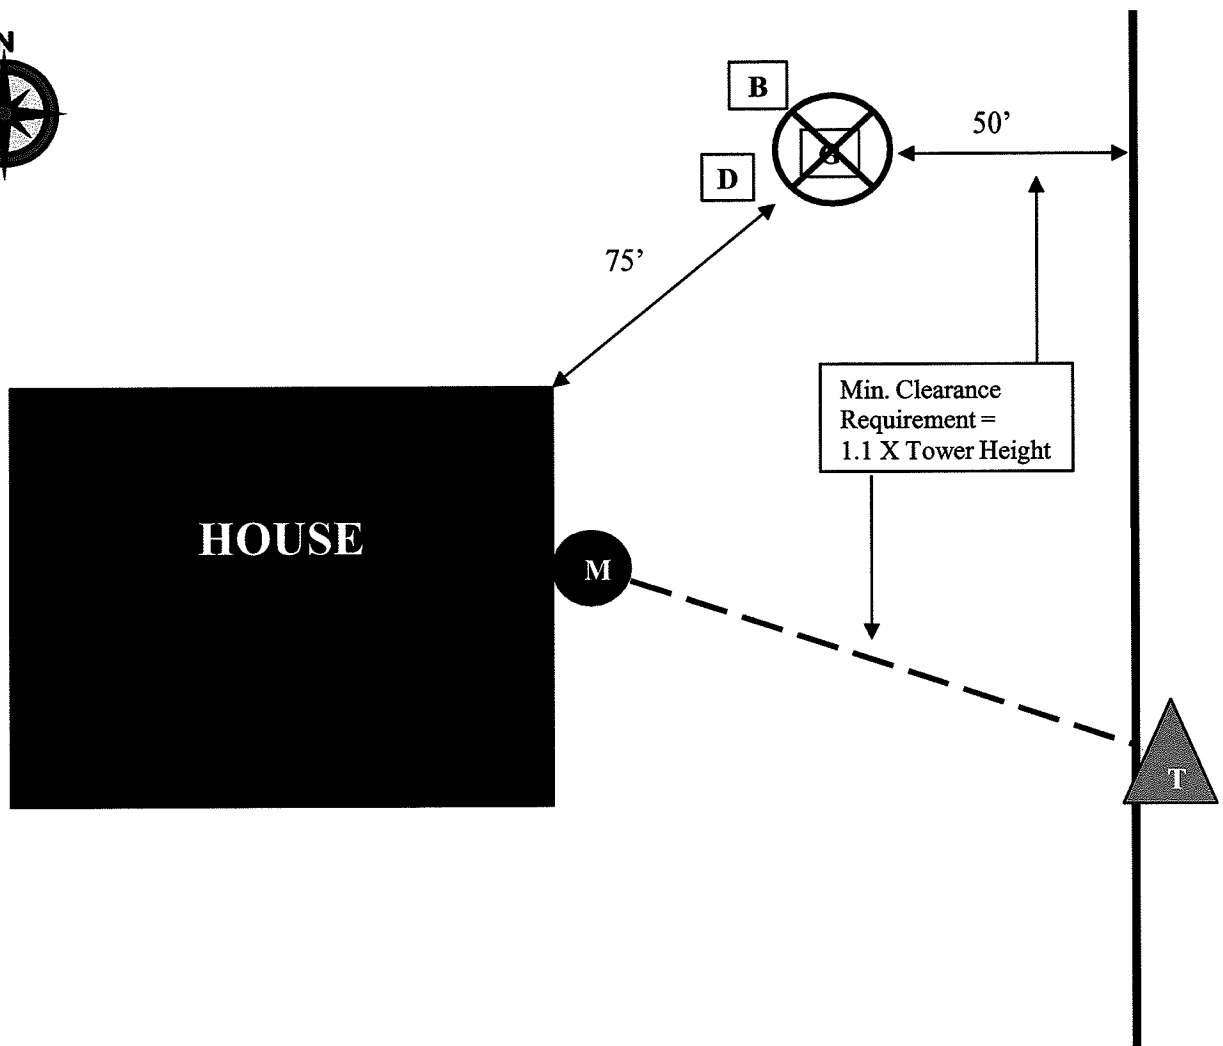 N
B
G
50’
D
75’
Min. Clearance
Requirement =
1.1 X Tower Height
HOUSE
M
T